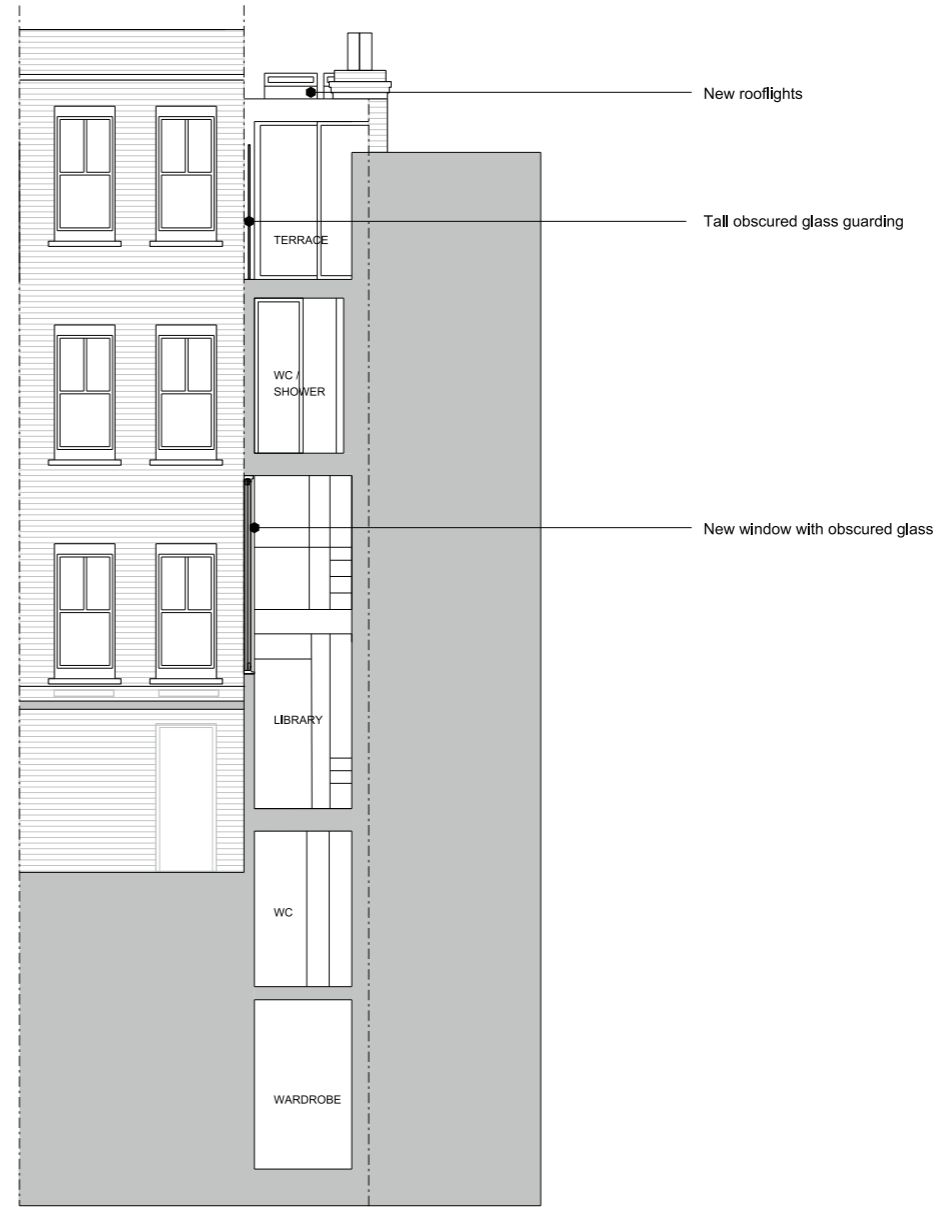 New rooflights
Tall obscured glass guarding
TERRACE
WC /
SHOWER
New window with obscured glass
LIBRARY
WC
WARDROBE